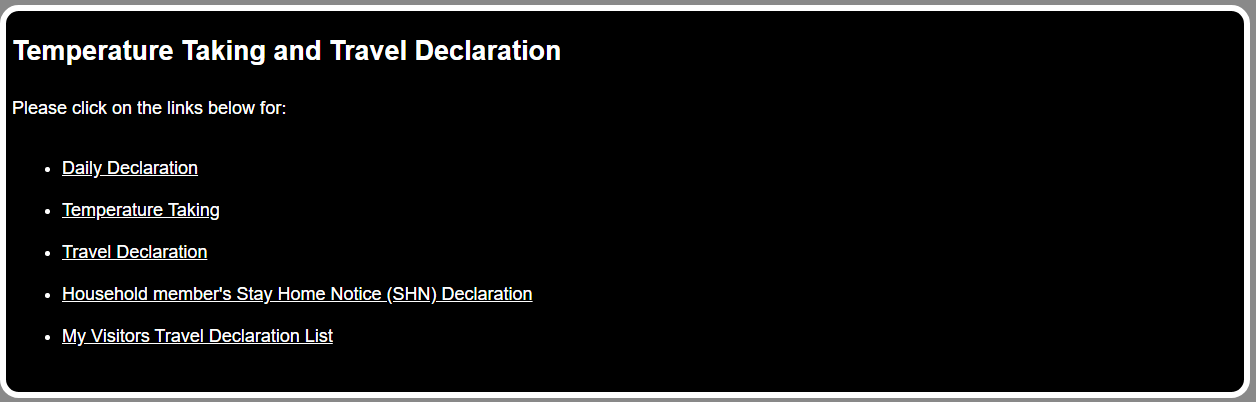 Temperature Taking and Travel Declaration
Please click on the links below for:
Daily Declaration
Temperature Taking
Travel Declaration
Household member's Stay Home Notice (SHN) Declaration
My Visitors Travel Declaration List